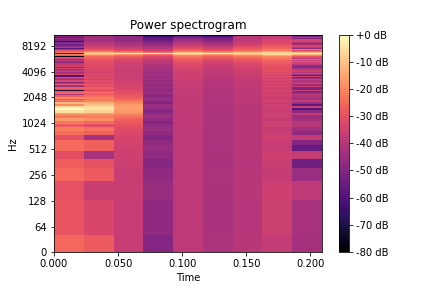 Power spectrogram
8192
4096
2048
1024
512
256
128
64
0
Hz
0.000 0.050 0.100 0.150 0.200
Time
+0 dB
-10 dB
-20 dB
-30 dB
-40 dB
-50 dB
-60 dB
-70 dB
-80 dB